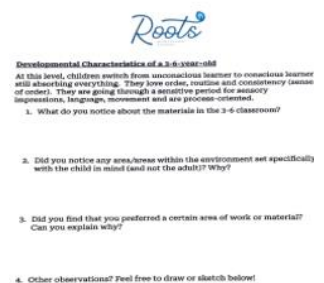 Roots
Developmental Characteristics of a 3-6-year-old
At this level, children switch from unconscious learner to conscious learner
still absorbing everything. They love order, routine and consistency (sense
of order). They are going through a sensitive period for sensory
impressions, language, movement and are process-oriented.
1. What do you notice about the materials in the 3-6 classroom?
2. Did you notice any area/areas within the environment set specifically
with the child in mind (and not the adult)? Why?
3. Did you find that you preferred a certain area of work or material?
Can you explain why?
4. Other observations? Feel free to draw or sketch below!